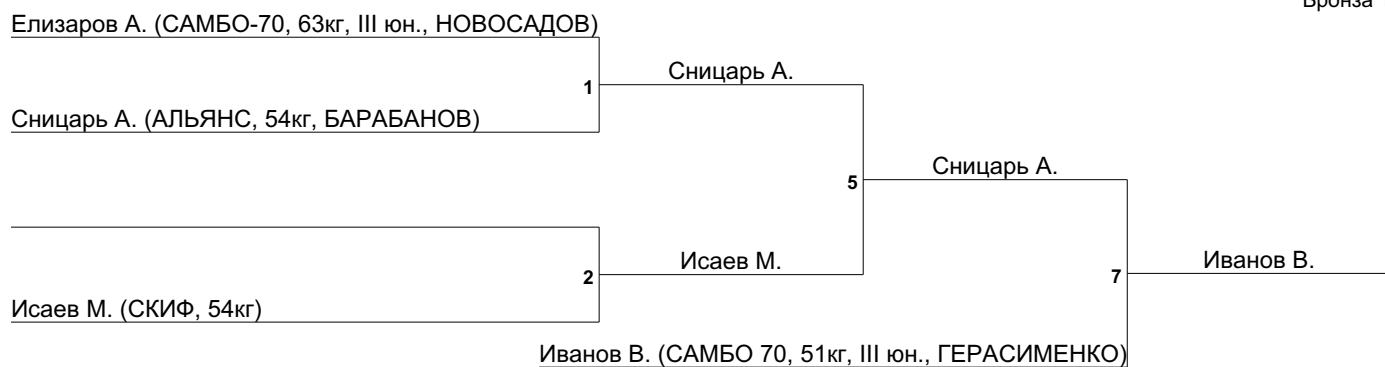 Бронза
Елизаров А. (САМБО-70, 63кг, III юн., НОВОСАДОВ)
Сницарь А.
1
Сницарь А. (АЛЬЯНС, 54кг, БАРАБАНОВ)
Сницарь А.
5
Исаев М.
Иванов В.
2
7
Исаев М. (СКИФ, 54кг)
Иванов В. (САМБО 70, 51кг, III юн., ГЕРАСИМЕНКО)